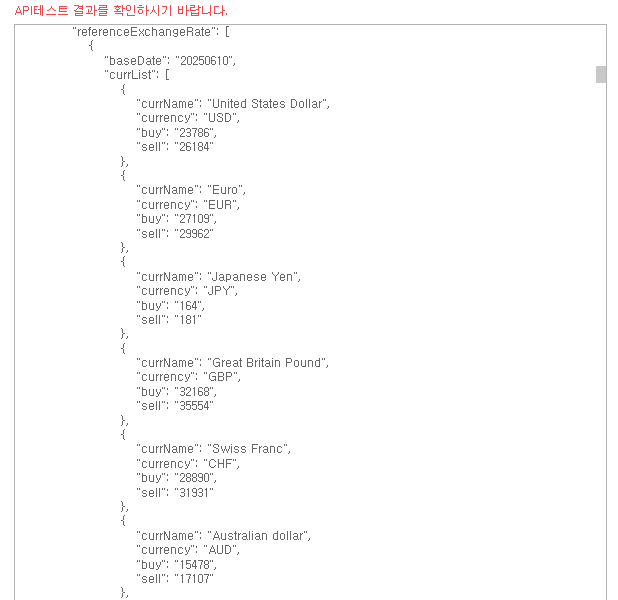 API테스트 결과를 확인하시기 바랍니다.
"referenceExchangeRate": [
{
"baseDate": "20250610",
"currList": [
{
"currName": "United States Dollar",
"currency": "USD",
"buy": "23786",
"sell": "26184"
},
{
"currName": "Euro",
"currency": "EUR",
"buy": "27109",
"sell": "29962"
},
{
"currName": "Japanese Yen",
"currency": "JPY",
"buy": "164",
"sell": "181"
},
{
"currName": "Great Britain Pound",
"currency": "GBP",
"buy": "32168",
"sell": "35554"
},
{
"currName": "Swiss Franc",
"currency": "CHF",
"buy": "28890",
"sell": "31931"
},
{
"currName": "Australian dollar",
"currency": "AUD",
"buy": "15478",
"sell": "17107"
},